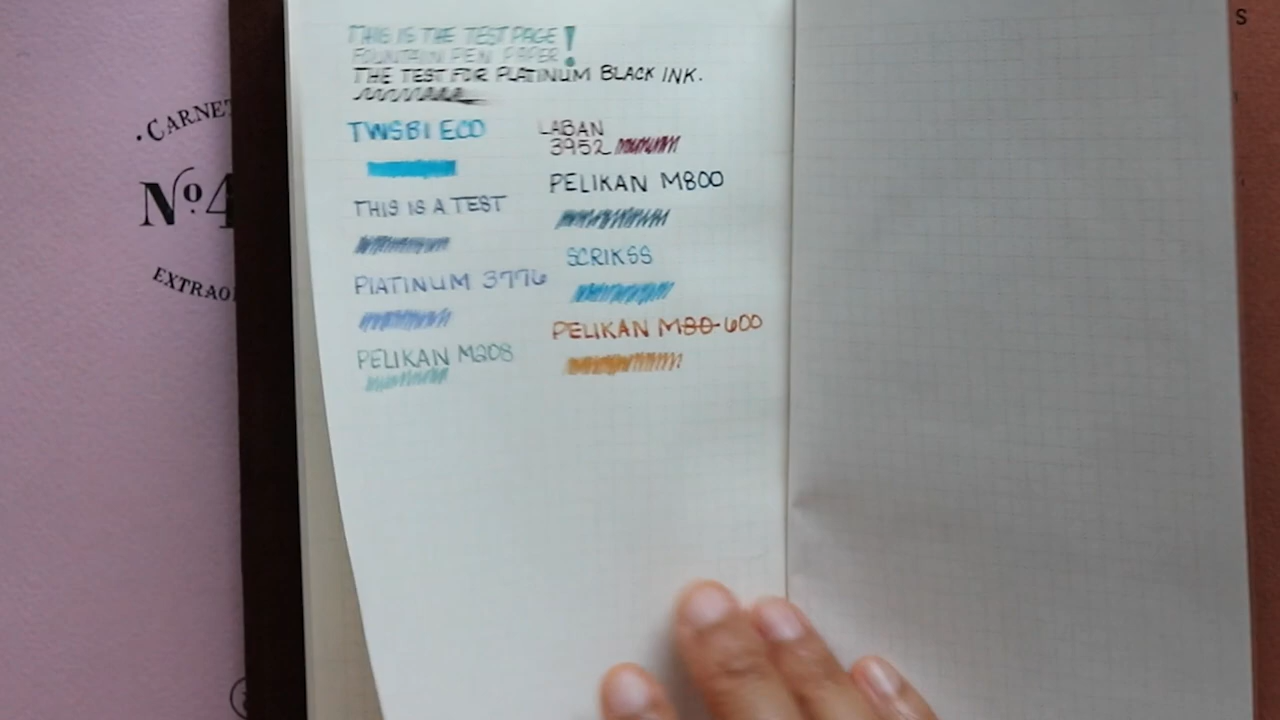 THIS IS THE TEST PAGE!
FOUNTAIN PEN PAPER
THE TEST FOR PLATINUM BLACK INK.
TWSBI ECO
THIS IS A TEST
PLATINUM 3776
PELIKAN M208
LABAN
3952
PELIKAN M800
SCRIKSS
PELIKAN M80 600
CARNET
Nº4
EXTRAO
S